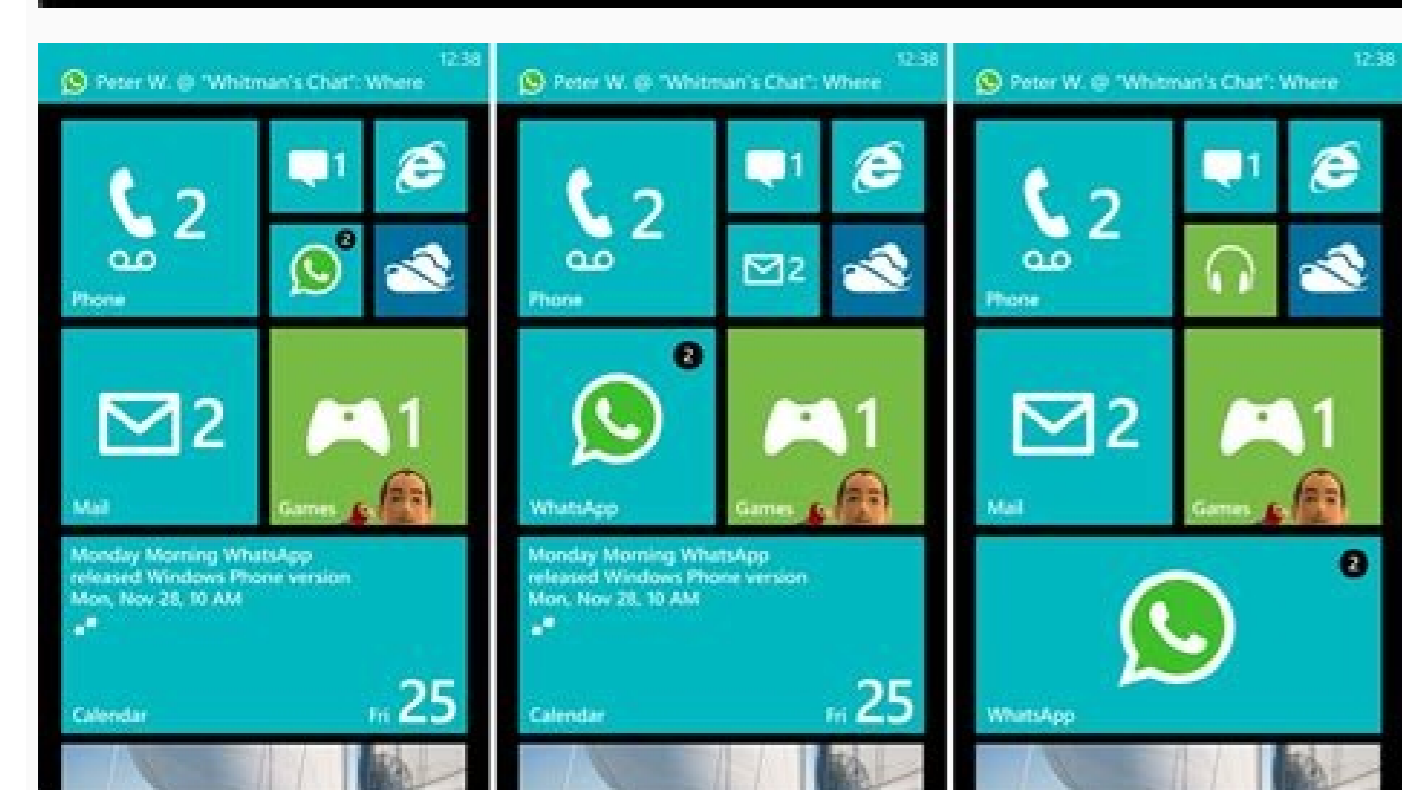 12:38
Peter W. @ "Whitman's Chat": Where
2
1
Phone
2
2
1
Mail
Games
Monday Morning WhatsApp
released Windows Phone version
Mon, Nov 28, 10 AM
Calendar
Fri 25
12:38
Peter W. @ "Whitman's Chat": Where
2
1
2
Phone
2
1
WhatsApp
Games
Monday Morning WhatsApp
released Windows Phone version
Mon, Nov 28, 10 AM
Calendar
Fri 25
12:38
Peter W. @ "Whitman's Chat": Where
2
1
Phone
2
1
Mail
Games
2
WhatsApp